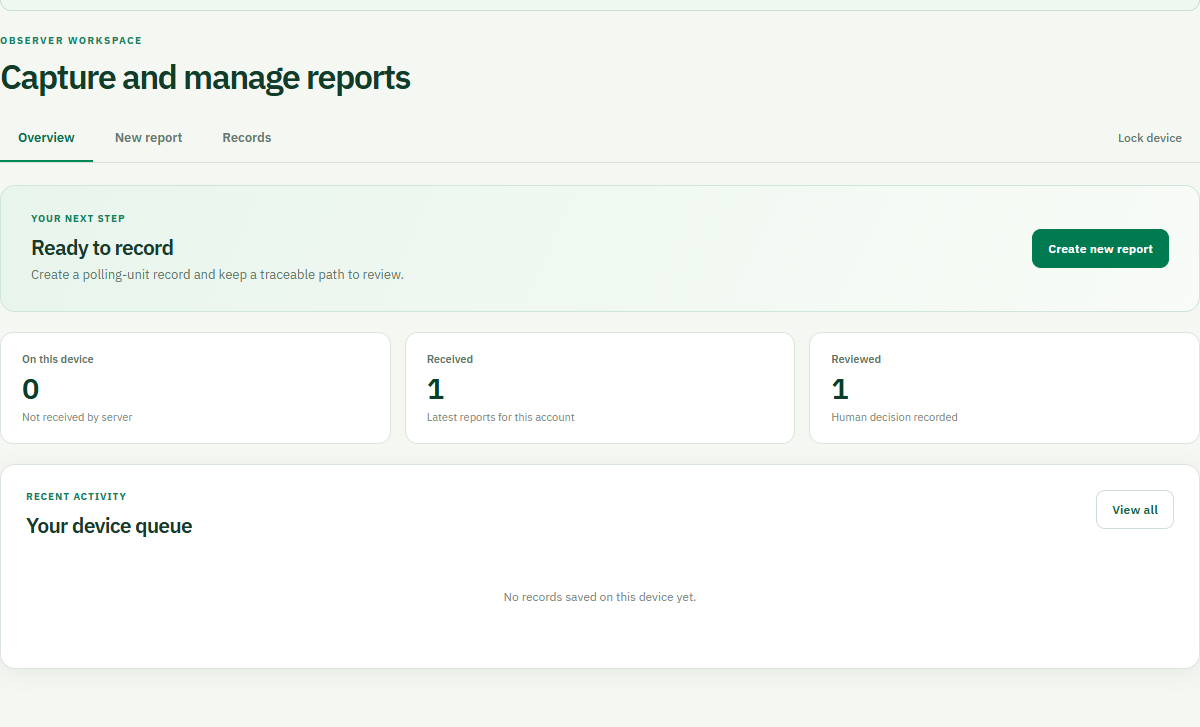 OBSERVER WORKSPACE
Capture and manage reports
Overview New report Records Lock device
YOUR NEXT STEP
Ready to record
Create a polling-unit record and keep a traceable path to review.
Create new report
On this device
0
Not received by server
Received
1
Latest reports for this account
Reviewed
1
Human decision recorded
RECENT ACTIVITY
Your device queue
View all
No records saved on this device yet.